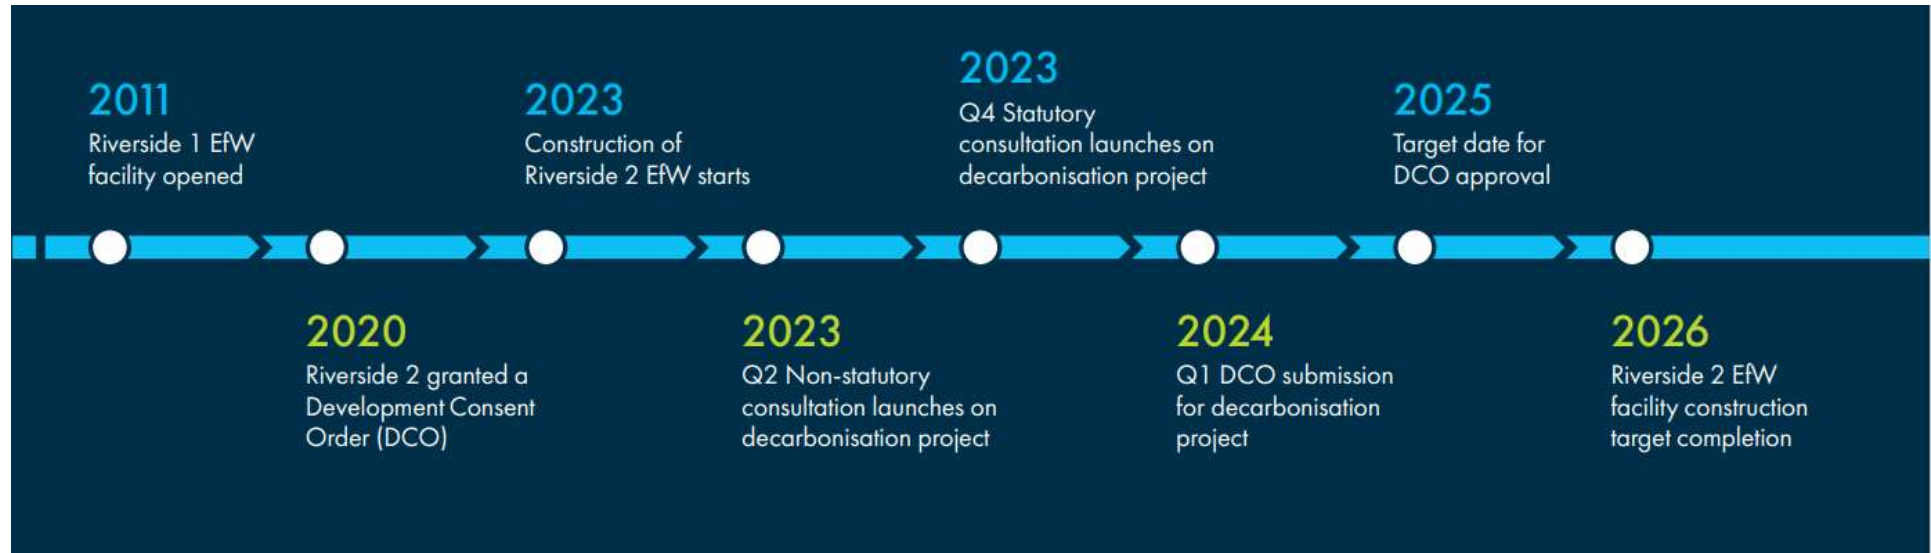 2011
Riverside 1 EfW
facility opened
2020
Riverside 2 granted a
Development Consent
Order (DCO)
2023
Construction of
Riverside 2 EfW starts
2023
Q2 Non-statutory
consultation launches on
decarbonisation project
2023
Q4 Statutory
consultation launches on
decarbonisation project
2024
Q1 DCO submission
for decarbonisation
project
2025
Target date for
DCO approval
2026
Riverside 2 EfW
facility construction
target completion